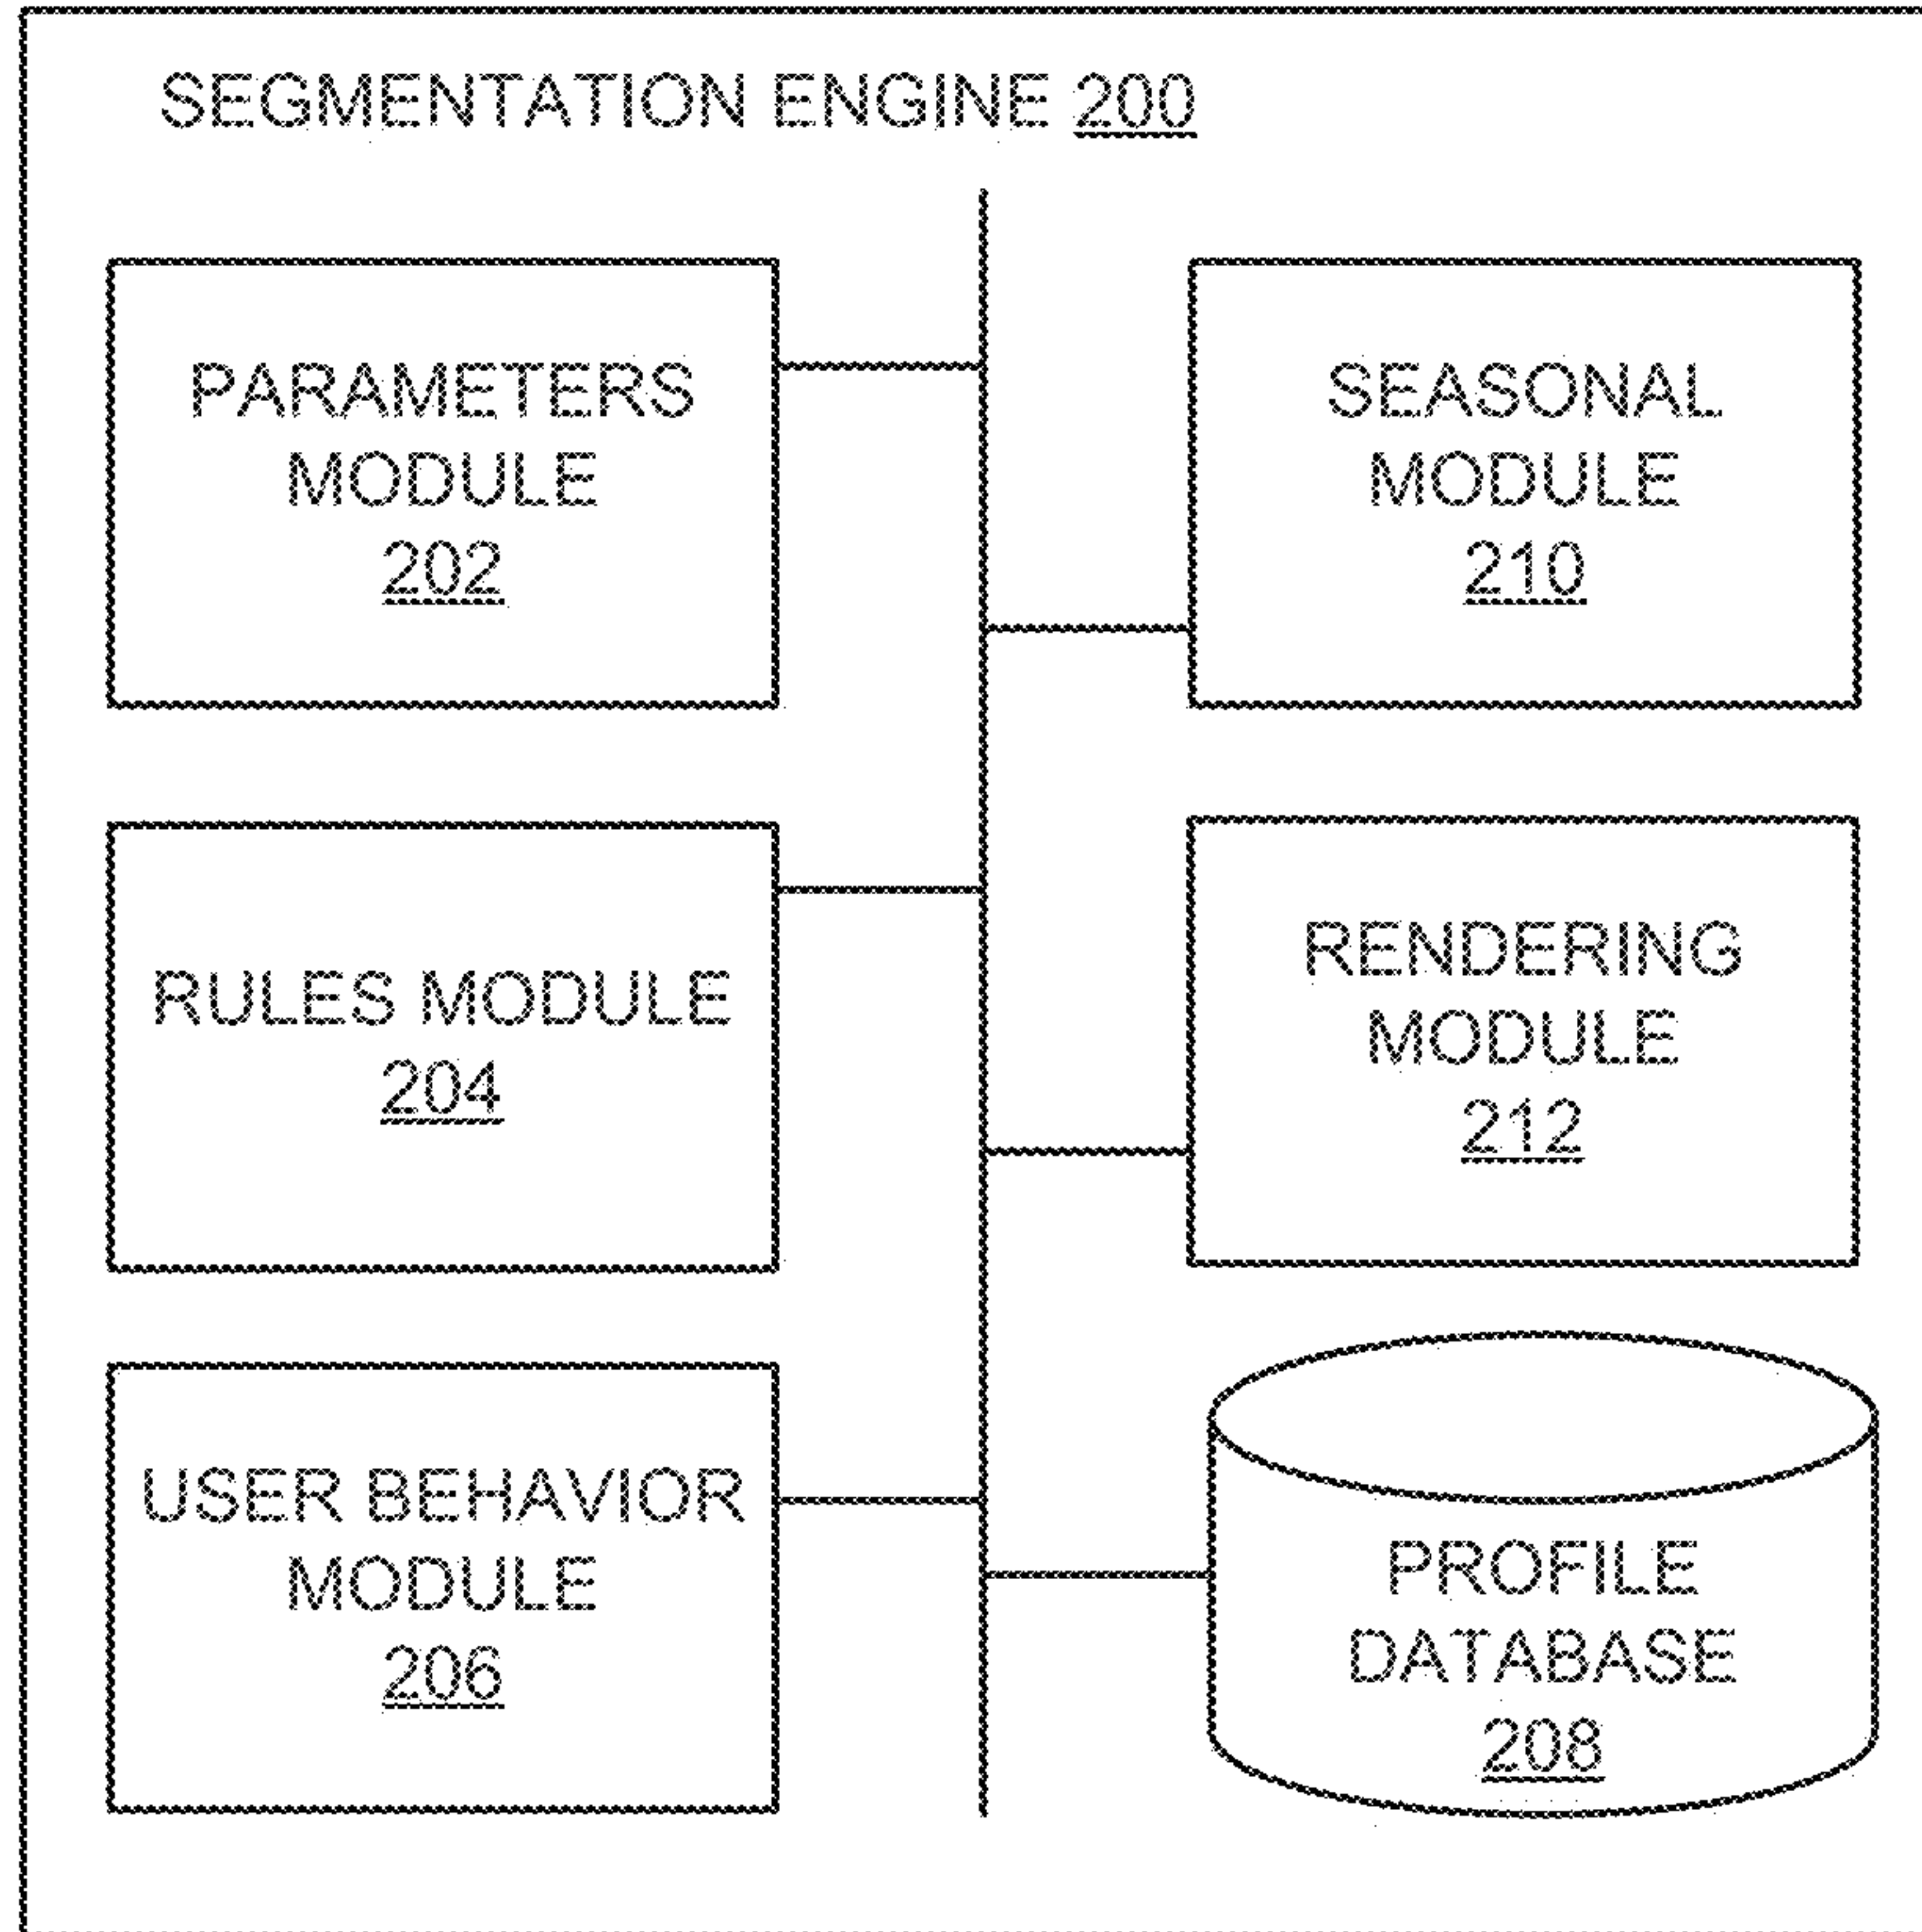 SEGMENTATION ENGINE 200
PARAMETERS
MODULE
202
SEASONAL
MODULE
210
RULES MODULE
204
RENDERING
MODULE
212
USER BEHAVIOR
MODULE
206
PROFILE
DATABASE
208